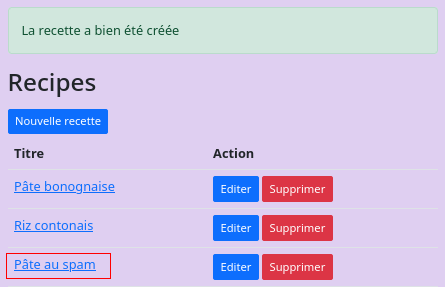 La recette a bien été créée
Recipes
Nouvelle recette
Titre Action
Pâte bonognaise Editer Supprimer
Riz contonais Editer Supprimer
Pâte au spam Editer Supprimer